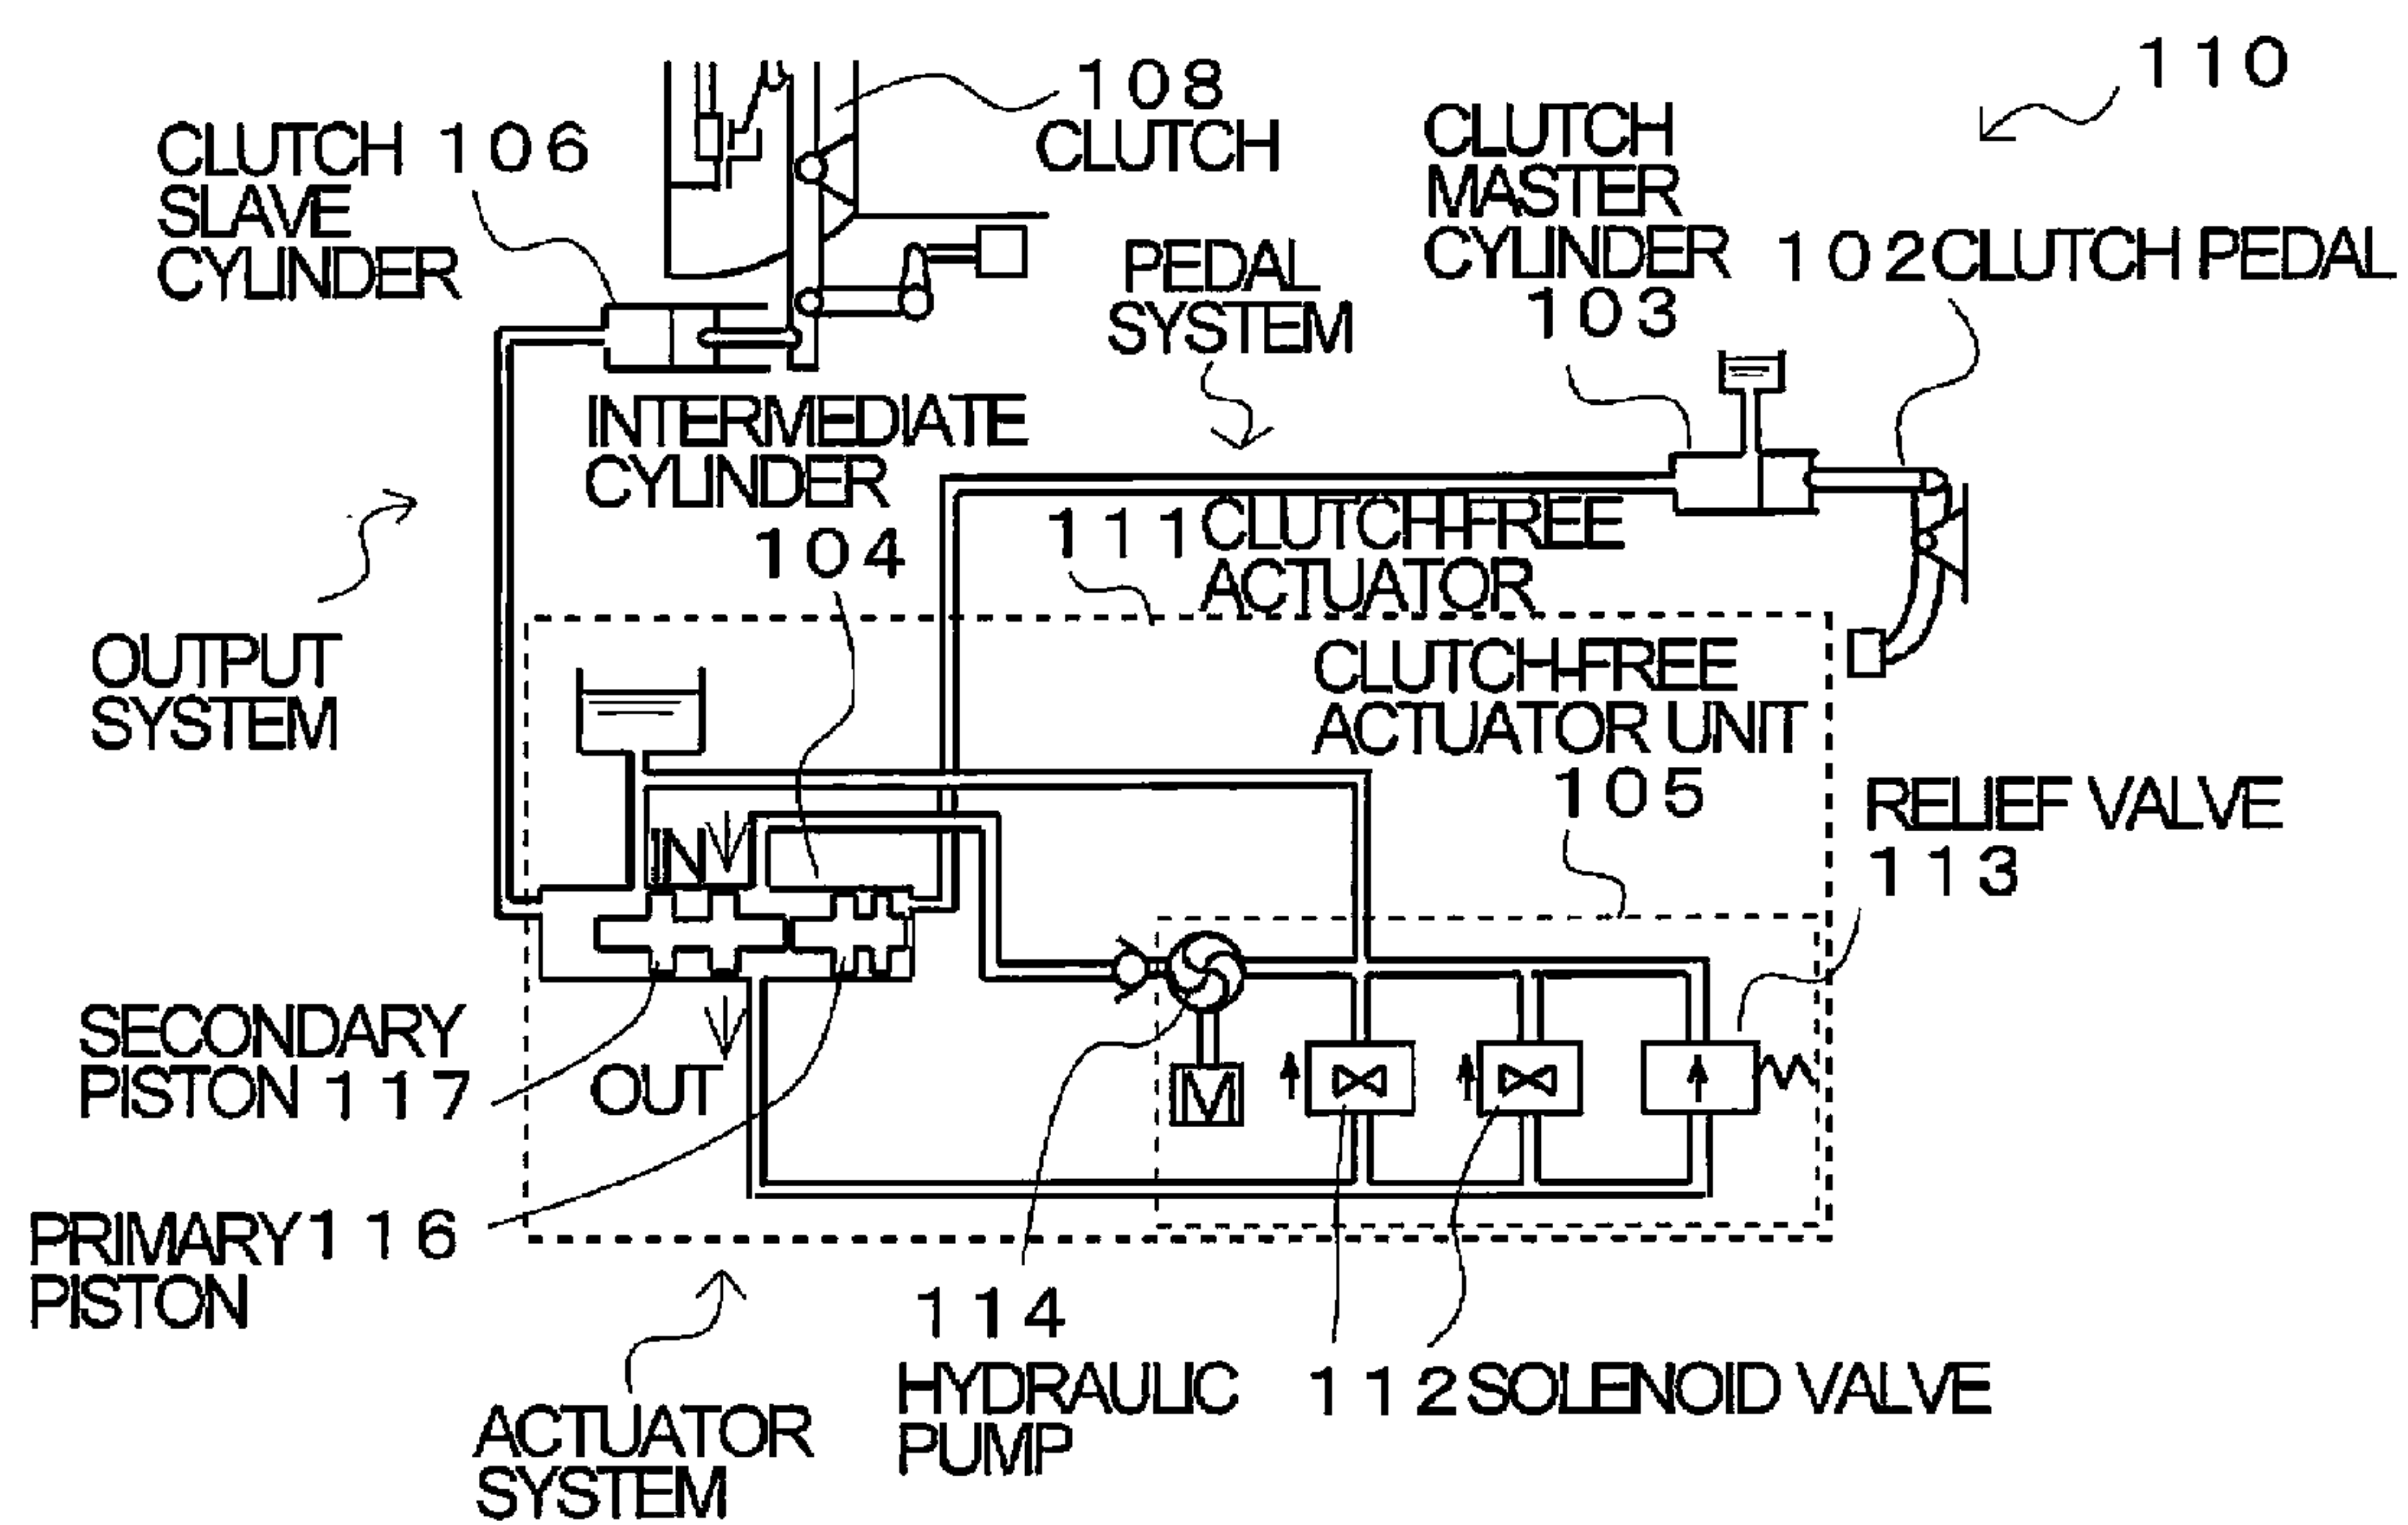 110
108
CLUTCH
CLUTCH 106
SLAVE
CYLINDER
CLUTCH
MASTER
CYLINDER
103
102 CLUTCH PEDAL
PEDAL
SYSTEM
INTERMEDIATE
CYLINDER
104
111 CLUTCH-FREE
ACTUATOR
OUTPUT
SYSTEM
CLUTCH-FREE
ACTUATOR UNIT
105
RELIEF VALVE
113
IN
SECONDARY
PISTON 117
OUT
M
PRIMARY 116
PISTON
114
HYDRAULIC
PUMP
112 SOLENOID VALVE
ACTUATOR
SYSTEM